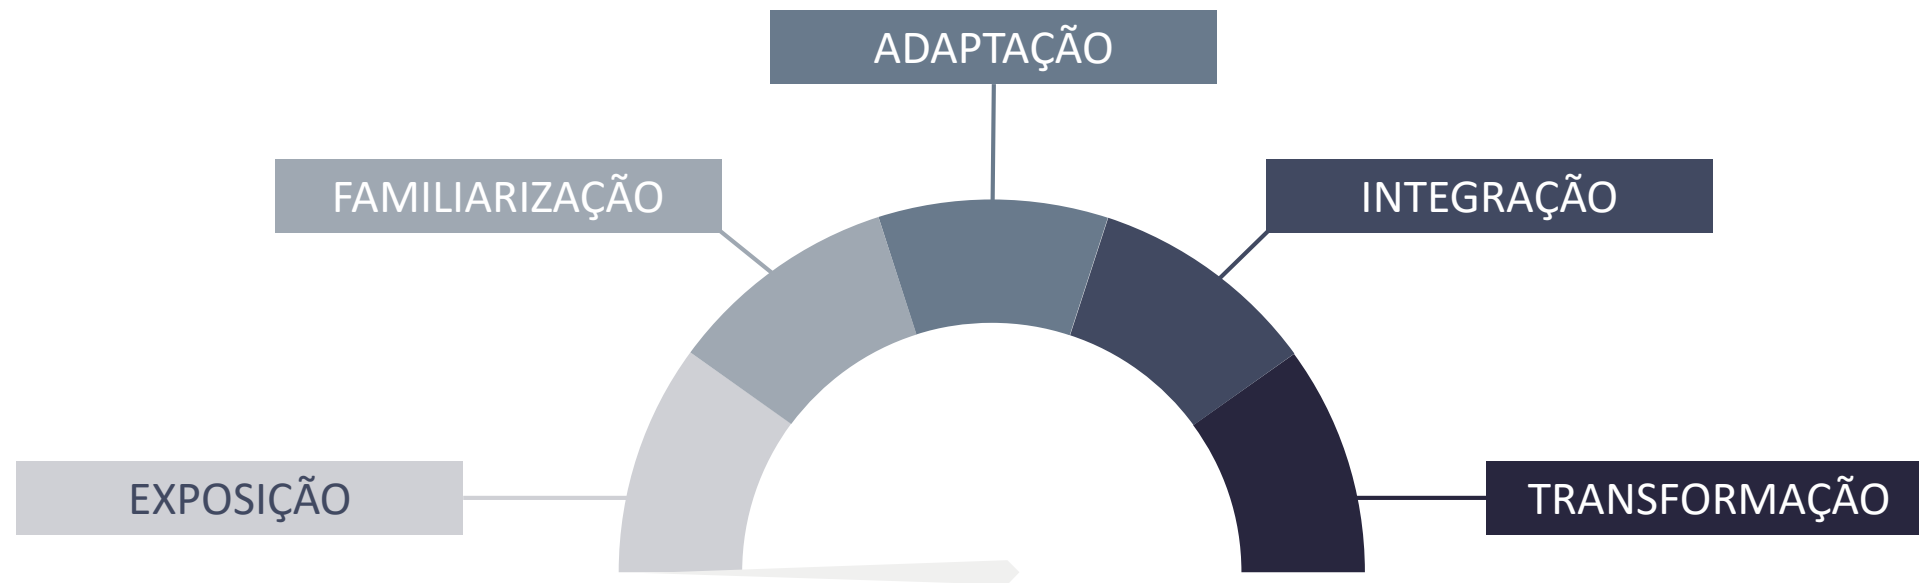 ADAPTAÇÃO
FAMILIARIZAÇÃO
INTEGRAÇÃO
EXPOSIÇÃO
TRANSFORMAÇÃO